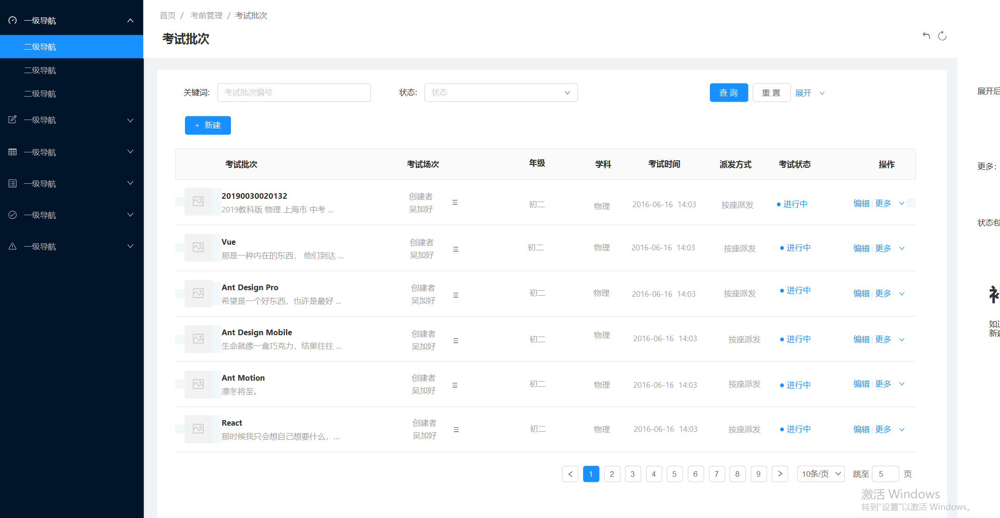 一级导航
二级导航
二级导航
二级导航
一级导航
一级导航
一级导航
一级导航
一级导航
首页 / 考前管理 / 考试批次
考试批次
关键词: 考试批次编号 状态: 状态 查 询 重 置 展开
+ 新建
考试批次 考试场次 年级 学科 考试时间 派发方式 考试状态 操作
20190030020132
2019教科版 物理 上海市 中考 ...
创建者
吴加好
初二 物理 2016-06-16 14:03 按座派发 进行中 编辑 更多
Vue
那是一种内在的东西， 他们到达 ...
创建者
吴加好
初二 物理 2016-06-16 14:03 按座派发 进行中 编辑 更多
Ant Design Pro
希望是一个好东西，也许是最好 ...
创建者
吴加好
初二 物理 2016-06-16 14:03 按座派发 进行中 编辑 更多
Ant Design Mobile
生命就像一盒巧克力，结果往往 ...
创建者
吴加好
初二 物理 2016-06-16 14:03 按座派发 进行中 编辑 更多
Ant Motion
凛冬将至。
创建者
吴加好
初二 物理 2016-06-16 14:03 按座派发 进行中 编辑 更多
React
那时候我只会想自己想要什么，...
创建者
吴加好
初二 物理 2016-06-16 14:03 按座派发 进行中 编辑 更多
< 1 2 3 4 5 6 7 8 9 > 10条/页 跳至 5 页
激活 Windows
转到“设置”以激活 Windows。
展开后
更多：
状态包
如
新